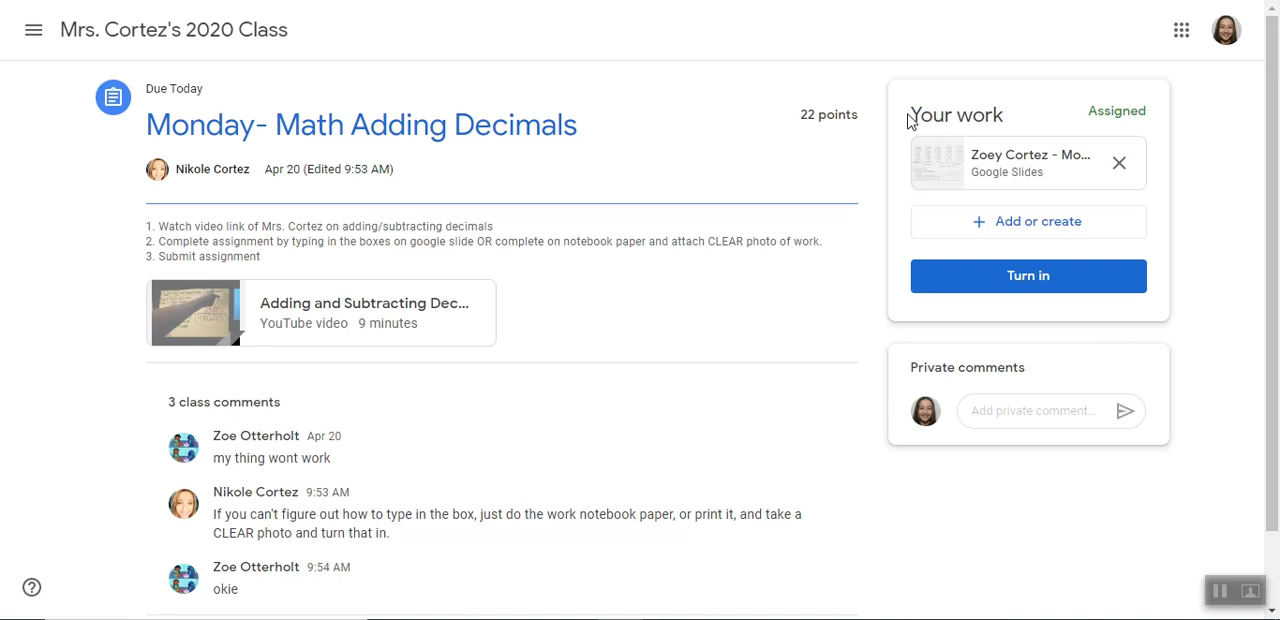 Mrs. Cortez's 2020 Class
Due Today
Monday- Math Adding Decimals
22 points
Nikole Cortez Apr 20 (Edited 9:53 AM)
1. Watch video link of Mrs. Cortez on adding/subtracting decimals
2. Complete assignment by typing in the boxes on google slide OR complete on notebook paper and attach CLEAR photo of work.
3. Submit assignment
Adding and Subtracting Dec...
YouTube video 9 minutes
3 class comments
Zoe Otterholt Apr 20
my thing wont work
Nikole Cortez 9:53 AM
If you can't figure out how to type in the box, just do the work notebook paper, or print it, and take a
CLEAR photo and turn that in.
Zoe Otterholt 9:54 AM
okie
Your work Assigned
Zoey Cortez - Mo...
Google Slides
+ Add or create
Turn in
Private comments
Add private comment...